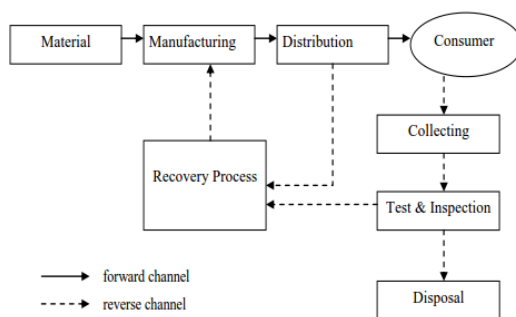 Material
Manufacturing
Distribution
Consumer
Collecting
Recovery Process
Test & Inspection
Disposal
forward channel
reverse channel